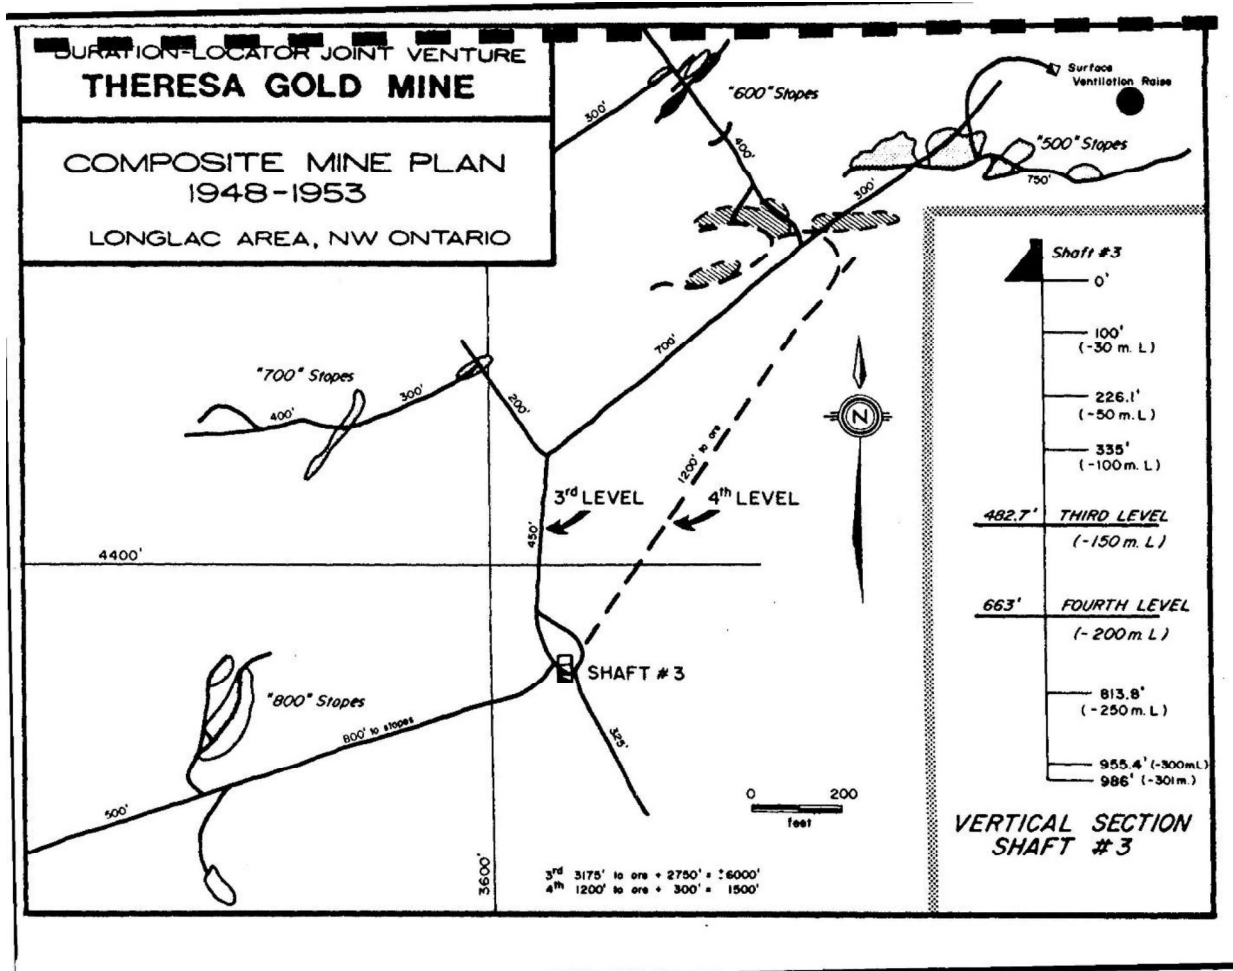 DURATION-LOCATOR JOINT VENTURE
THERESA GOLD MINE
COMPOSITE MINE PLAN
1948-1953
LONGLAC AREA, NW ONTARIO
300'
"600" Stopes
400'
Surface
Ventilation Raise
"500" Stopes
300'
750'
700'
"700" Stopes
400'
300'
200'
1200' to ore
3rd LEVEL
4th LEVEL
450'
4400'
N
SHAFT #3
"800" Stopes
800' to stopes
325'
500'
3600'
0 200
feet
3rd 3175' to ore + 2750' = ±6000'
4th 1200' to ore + 300' = 1500'
Shaft #3
0'
100'
(-30 m. L)
226.1'
(-50 m. L)
335'
(-100 m. L)
482.7' THIRD LEVEL
(-150 m. L)
663' FOURTH LEVEL
(-200 m. L)
813.8'
(-250 m. L)
955.4' (-300 m L)
986' (-301 m.)
VERTICAL SECTION
SHAFT #3